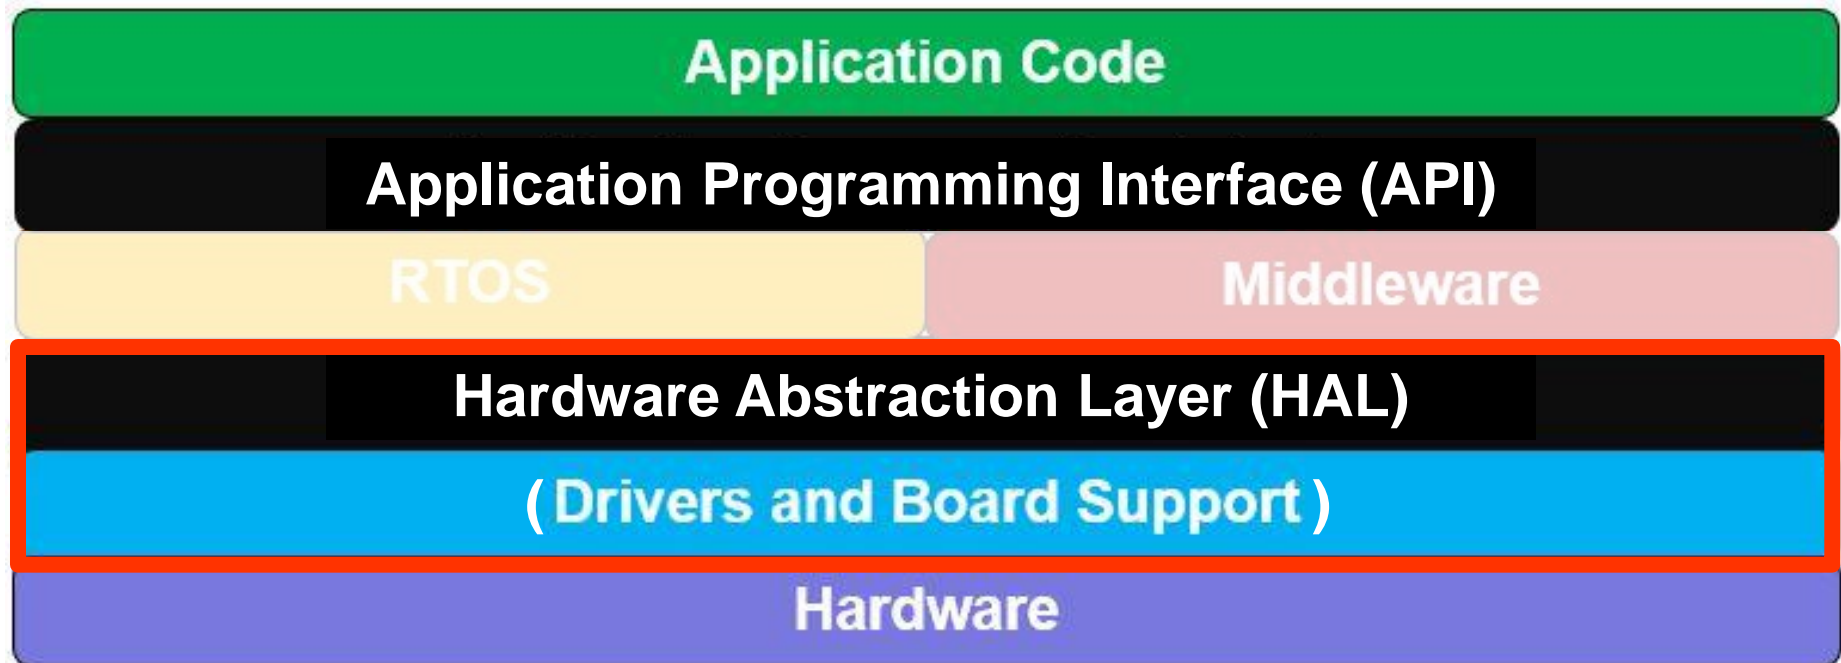 Application Code
Application Programming Interface (API)
RTOS
Middleware
Hardware Abstraction Layer (HAL)
(Drivers and Board Support)
Hardware